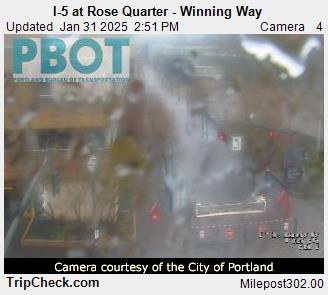 I-5 at Rose Quarter - Winning Way
Updated Jan 31 2025 2:51 PM Camera 4
PBOT
PORTLAND BUREAU OF TRANSPORTATION
Camera courtesy of the City of Portland
TripCheck.com Milepost302.00